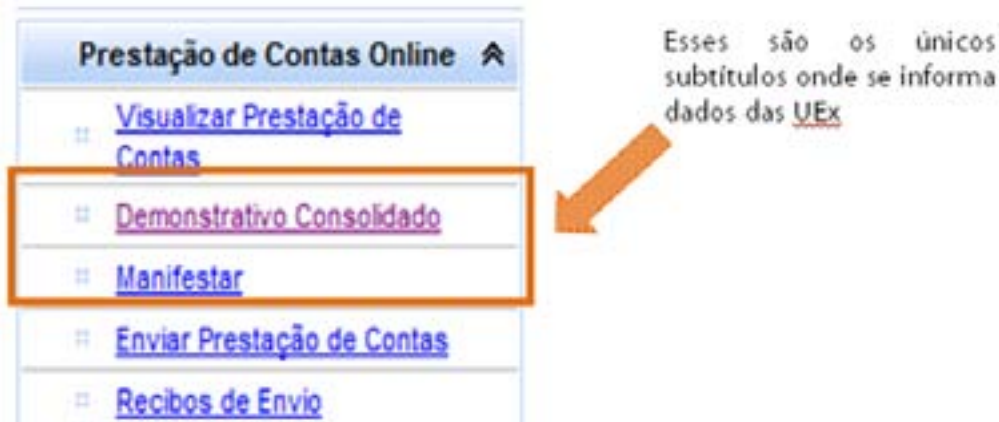 Prestação de Contas Online
Visualizar Prestação de
Contas
Demonstrativo Consolidado
Manifestar
Enviar Prestação de Contas
Recibos de Envio
Esses são os únicos
subtítulos onde se informa
dados das UEx